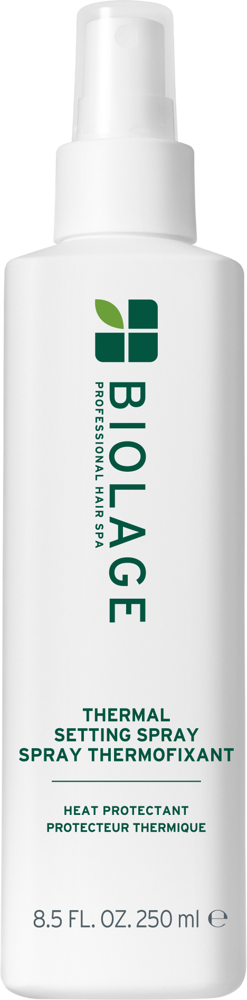 BIOLAGE
PROFESSIONAL HAIR SPA
THERMAL
SETTING SPRAY
SPRAY THERMOFIXANT
HEAT PROTECTANT
PROTECTEUR THERMIQUE
8.5 FL. OZ. 250 ml ℮